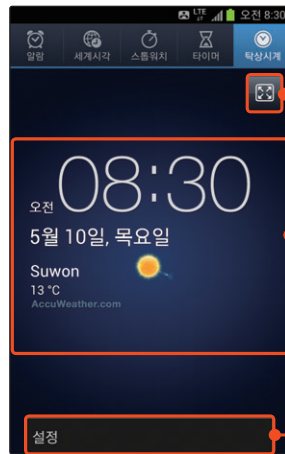 LTE 오전 8:30
알람 세계시각 스톱워치 타이머 탁상시계
오전 08:30
5월 10일, 목요일
Suwon
13 °C
AccuWeather.com
설정